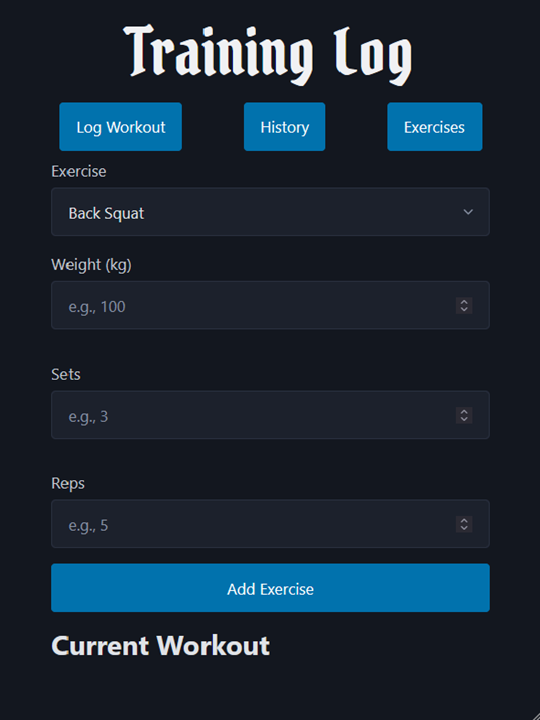 Training Log
Log Workout History Exercises
Exercise
Back Squat
Weight (kg)
e.g., 100
Sets
e.g., 3
Reps
e.g., 5
Add Exercise
Current Workout